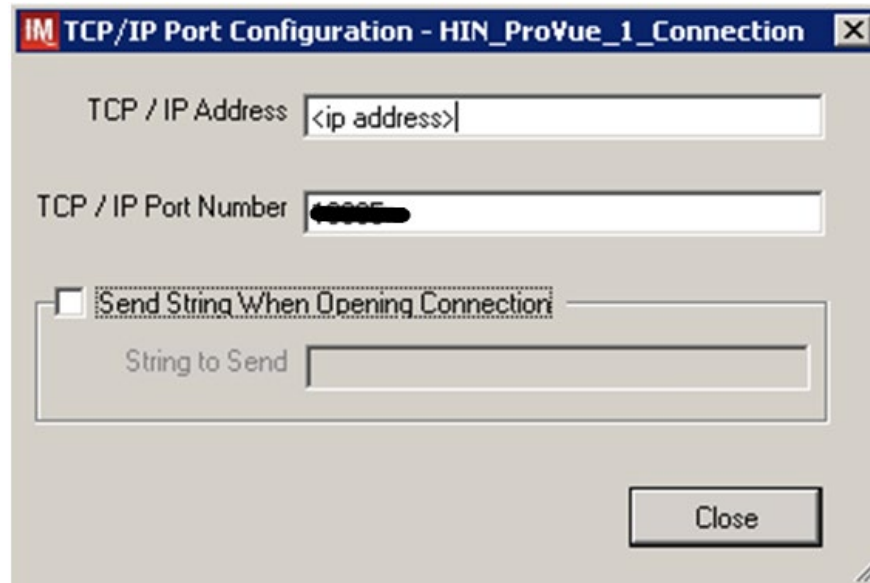 IM TCP/IP Port Configuration - HIN_ProVue_1_Connection
TCP / IP Address <ip address>
TCP / IP Port Number
Send String When Opening Connection
String to Send
Close